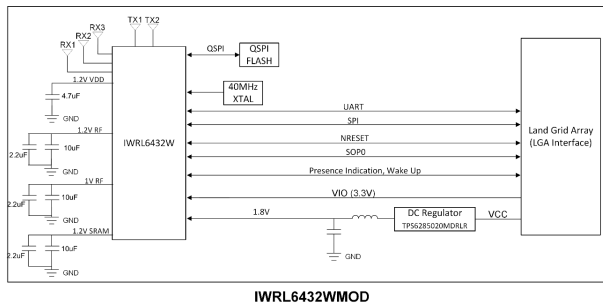 RX1
RX2
RX3
TX1 TX2
1.2V VDD
4.7uF
GND
1.2V RF
2.2uF
10uF
GND
1V RF
2.2uF
10uF
GND
1.2V SRAM
2.2uF
10uF
GND
IWRL6432W
QSPI
QSPI
FLASH
40MHz
XTAL
UART
SPI
NRESET
SOP0
Presence Indication, Wake Up
VIO (3.3V)
1.8V
GND
DC Regulator
TPS6285020MDRLR
VCC
Land Grid Array
(LGA Interface)
IWRL6432WMOD